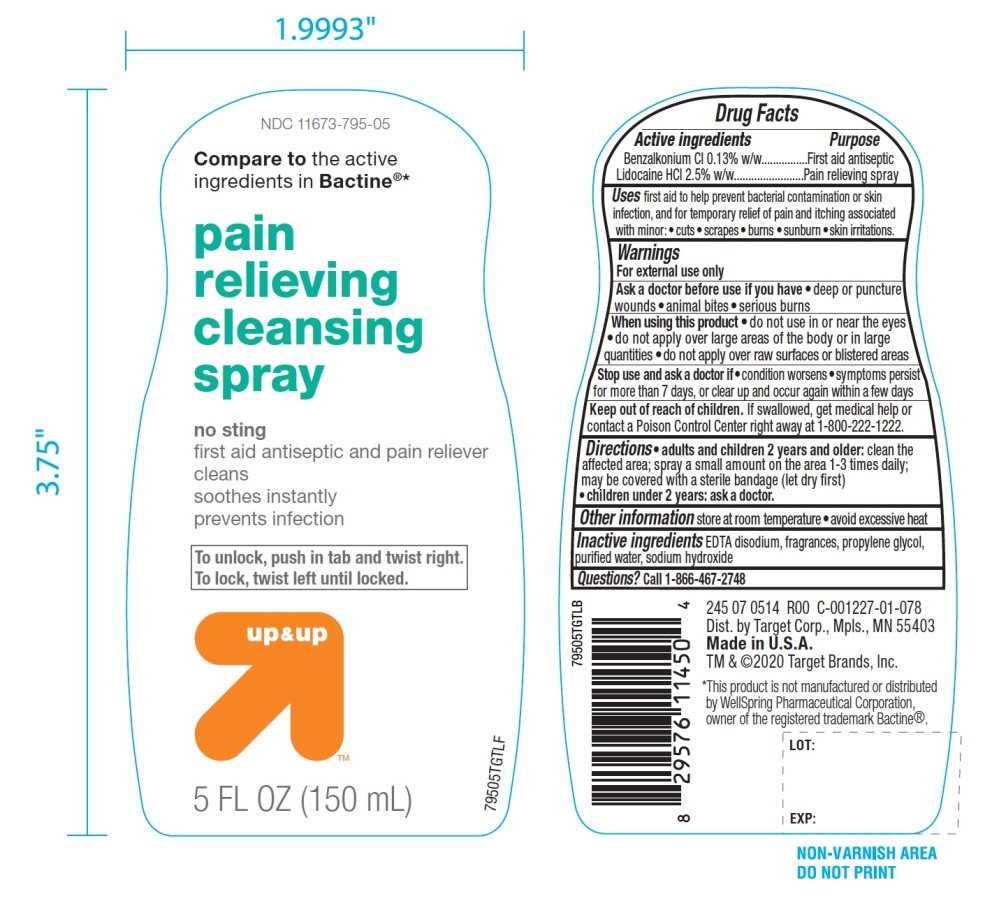 1.9993"
3.75"
NDC 11673-795-05
Compare to the active
ingredients in Bactine®*
pain
relieving
cleansing
spray
no sting
first aid antiseptic and pain reliever
cleans
soothes instantly
prevents infection
To unlock, push in tab and twist right.
To lock, twist left until locked.
up&up
TM
5 FL OZ (150 mL)
79505TGTLF
Drug Facts
Active ingredients Purpose
Benzalkonium Cl 0.13% w/w................First aid antiseptic
Lidocaine HCl 2.5% w/w........................Pain relieving spray
Uses first aid to help prevent bacterial contamination or skin
infection, and for temporary relief of pain and itching associated
with minor: • cuts • scrapes • burns • sunburn • skin irritations.
Warnings
For external use only
Ask a doctor before use if you have • deep or puncture
wounds • animal bites • serious burns
When using this product • do not use in or near the eyes
• do not apply over large areas of the body or in large
quantities • do not apply over raw surfaces or blistered areas
Stop use and ask a doctor if • condition worsens • symptoms persist
for more than 7 days, or clear up and occur again within a few days
Keep out of reach of children. If swallowed, get medical help or
contact a Poison Control Center right away at 1-800-222-1222.
Directions • adults and children 2 years and older: clean the
affected area; spray a small amount on the area 1-3 times daily;
may be covered with a sterile bandage (let dry first)
• children under 2 years: ask a doctor.
Other information store at room temperature • avoid excessive heat
Inactive ingredients EDTA disodium, fragrances, propylene glycol,
purified water, sodium hydroxide
Questions? Call 1-866-467-2748
79505TGTLB
8 29576 11450 4
245 07 0514 R00 C-001227-01-078
Dist. by Target Corp., Mpls., MN 55403
Made in U.S.A.
TM & ©2020 Target Brands, Inc.
*This product is not manufactured or distributed
by WellSpring Pharmaceutical Corporation,
owner of the registered trademark Bactine®.
LOT:
EXP:
NON-VARNISH AREA
DO NOT PRINT